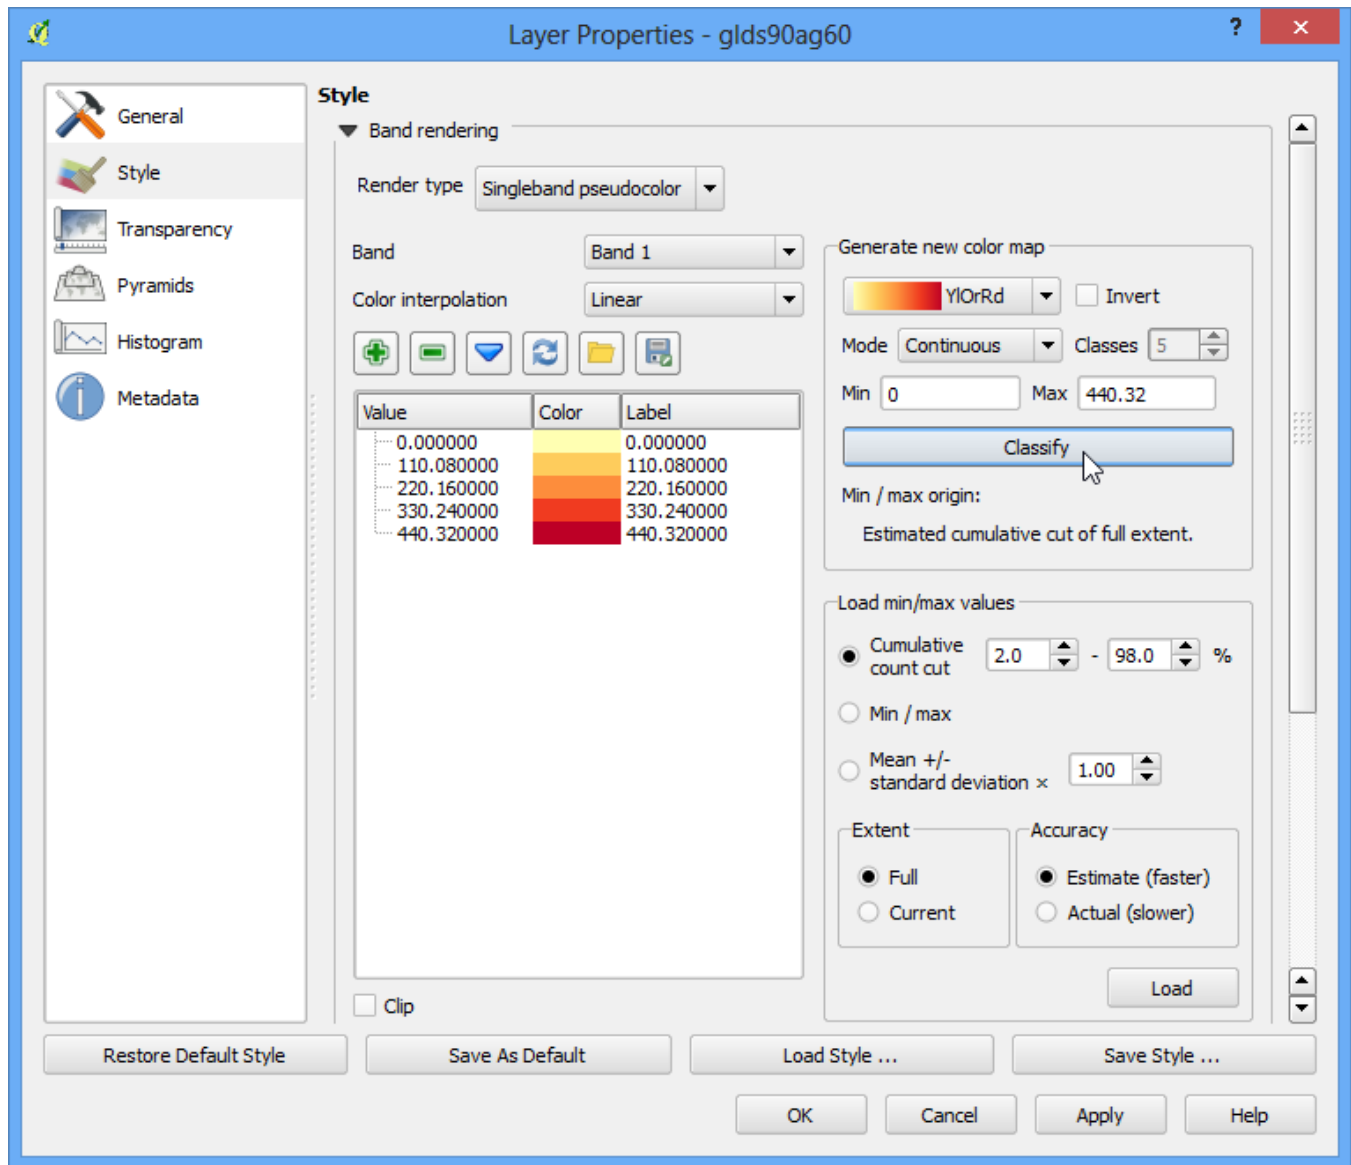 Layer Properties - glds90ag60
?
General
Style
Transparency
Pyramids
Histogram
Metadata
Style
Band rendering
Render type Singleband pseudocolor
Band Band 1
Color interpolation Linear
Value Color Label
0.000000 0.000000
110.080000 110.080000
220.160000 220.160000
330.240000 330.240000
440.320000 440.320000
Clip
Generate new color map
YlOrRd Invert
Mode Continuous Classes 5
Min 0 Max 440.32
Classify
Min / max origin:
Estimated cumulative cut of full extent.
Load min/max values
Cumulative
count cut 2.0 - 98.0 %
Min / max
Mean +/-
standard deviation × 1.00
Extent
Full
Current
Accuracy
Estimate (faster)
Actual (slower)
Load
Restore Default Style Save As Default Load Style ... Save Style ...
OK Cancel Apply Help